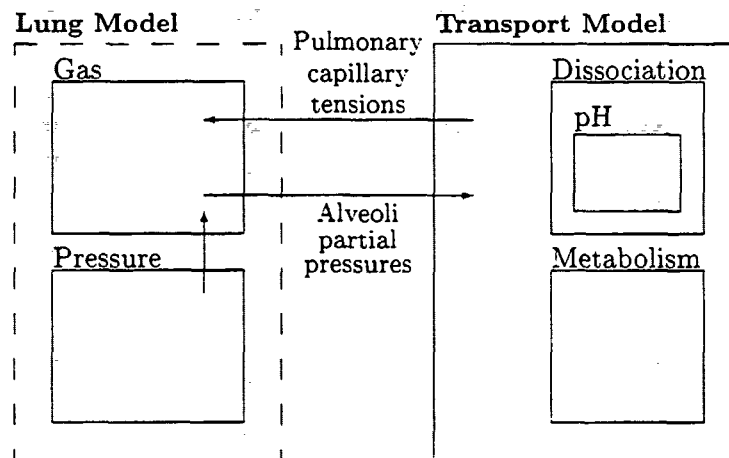 Lung Model
Transport Model
Pulmonary
capillary
tensions
Gas
Dissociation
pH
Alveoli
partial
pressures
Pressure
Metabolism